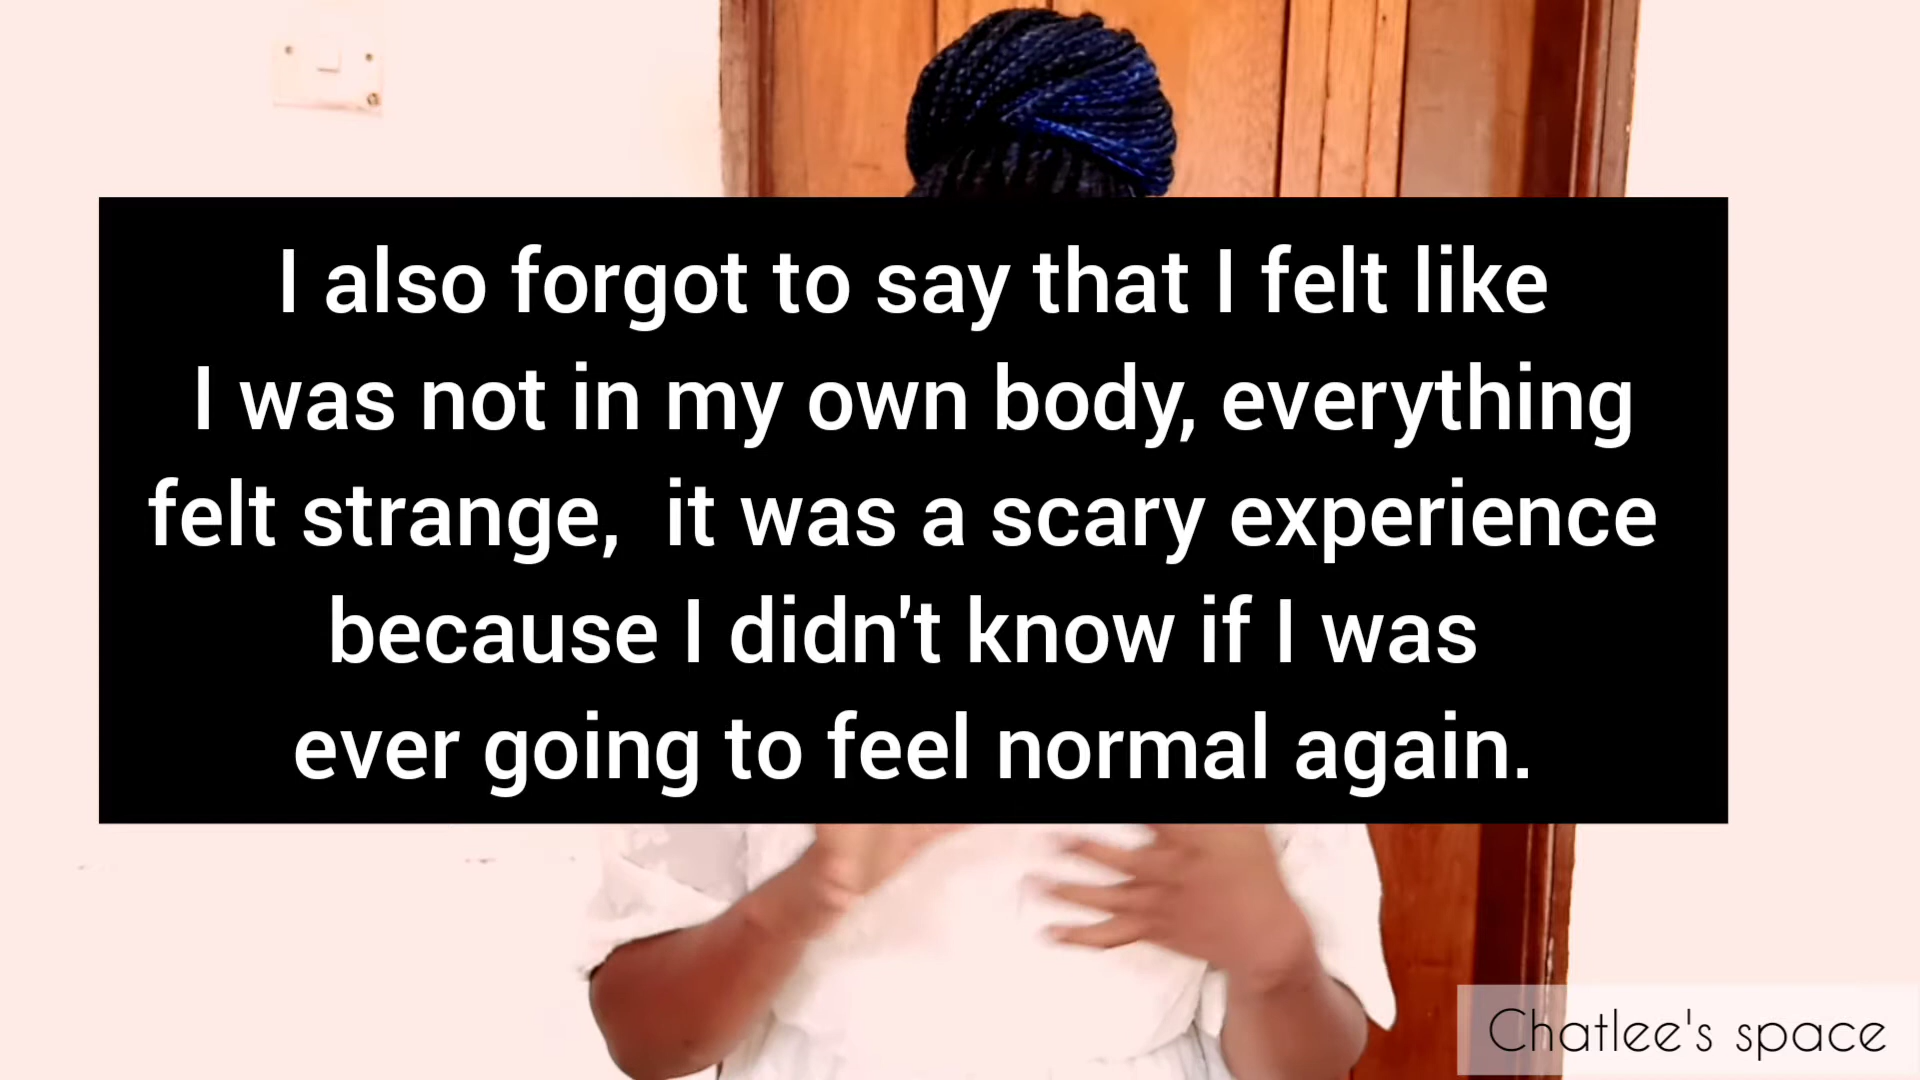 I also forgot to say that I felt like
I was not in my own body, everything
felt strange,  it was a scary experience
because I didn't know if I was
ever going to feel normal again.
Chatlee's space